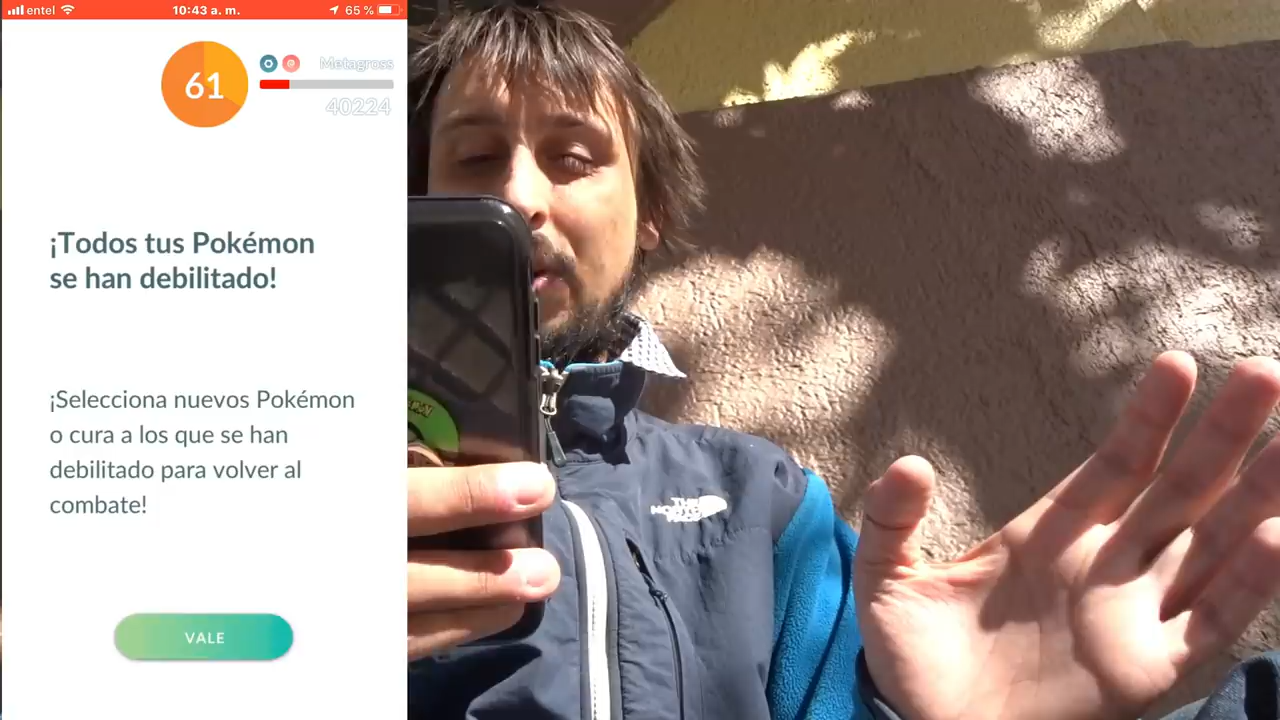 entel 10:43 a. m. 65 %
61
Metagross
40224
¡Todos tus Pokémon
se han debilitado!
¡Selecciona nuevos Pokémon
o cura a los que se han
debilitado para volver al
combate!
VALE
THE
NORTH
FACE